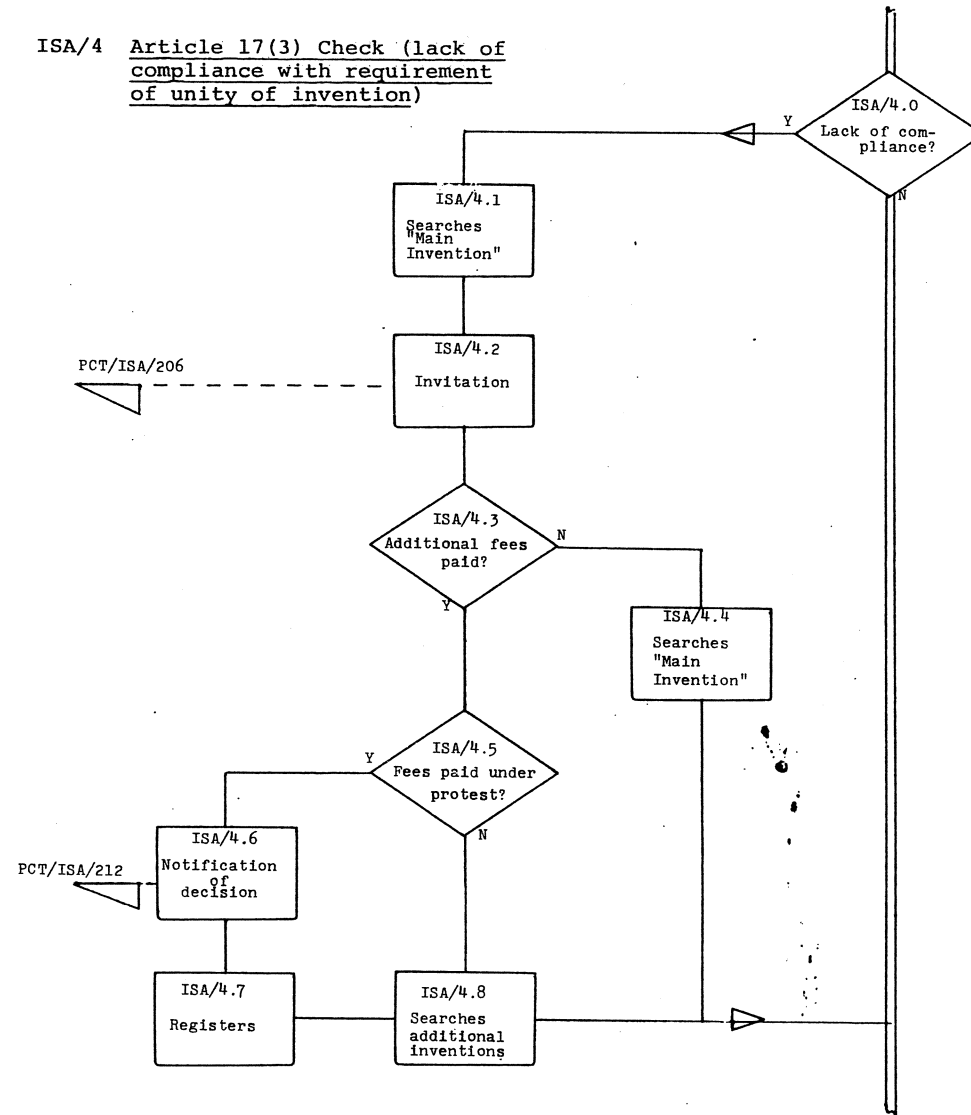 ISA/4 Article 17(3) Check (lack of
compliance with requirement
of unity of invention)
ISA/4.0
Y
Lack of com-
pliance?
N
ISA/4.1
Searches
"Main
Invention"
ISA/4.2
Invitation
PCT/ISA/206
ISA/4.3
Additional fees
paid?
N
Y
ISA/4.4
Searches
"Main
Invention"
ISA/4.5
Y
Fees paid under
protest?
N
ISA/4.6
Notification
of
decision
PCT/ISA/212
ISA/4.7
Registers
ISA/4.8
Searches
additional
inventions